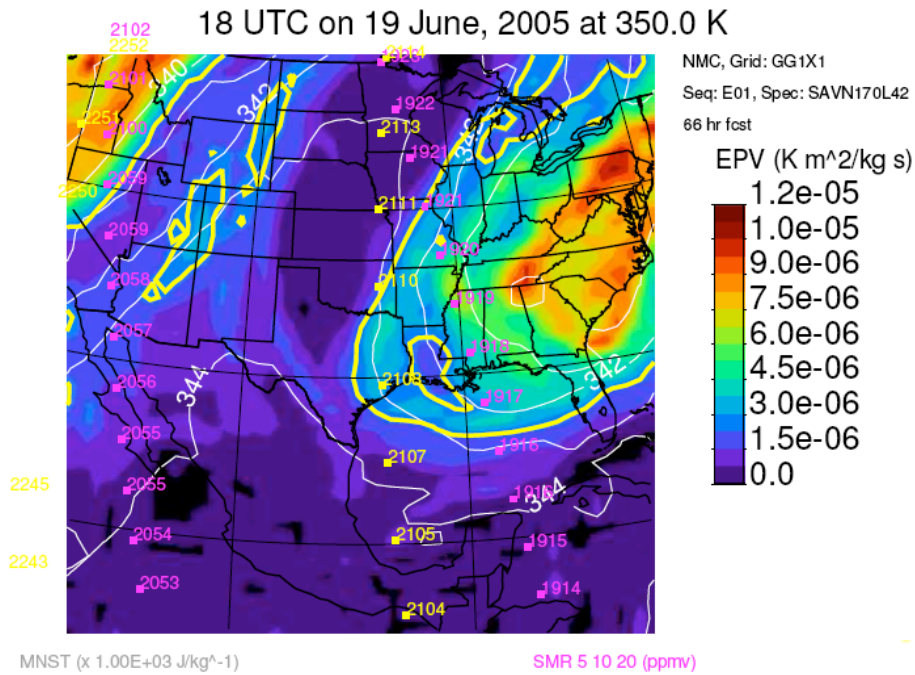 18 UTC on 19 June, 2005 at 350.0 K
NMC, Grid: GG1X1
Seq: E01, Spec: SAVN170L42
66 hr fcst
EPV (K m^2/kg s)
1.2e-05
1.0e-05
9.0e-06
7.5e-06
6.0e-06
4.5e-06
3.0e-06
1.5e-06
0.0
2102
2252
2101
340
2114
1923
342
1922
2251
2100
2113
342
1921
2059
2250
2111
1921
2059
1920
2058
2110
1919
2057
1918
342
2056
344
2108
1917
2055
1916
2107
2245
2055
1916
344
2054
2105
1915
2243
2053
1914
2104
MNST (x 1.00E+03 J/kg^-1)
SMR 5 10 20 (ppmv)